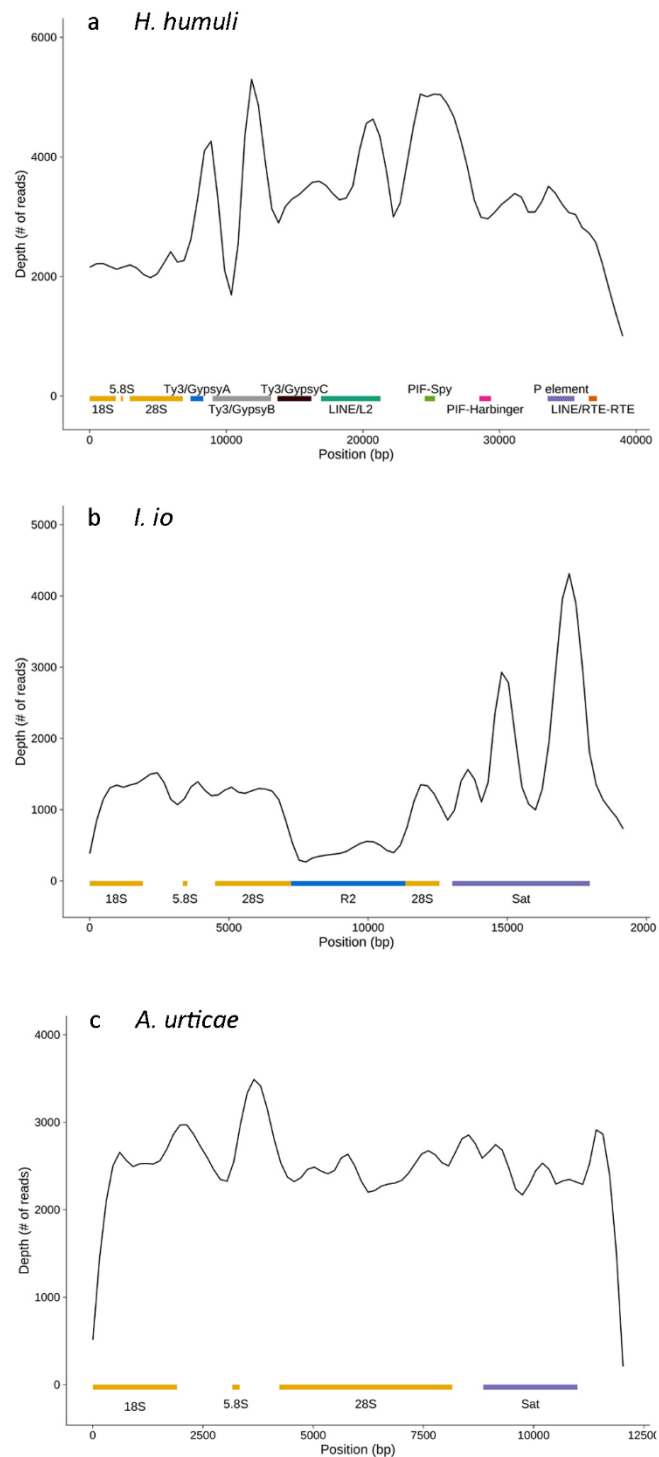 a H. humuli
6000
4000
2000
0
Depth (# of reads)
5.8S Ty3/GypsyA Ty3/GypsyC PIF-Spy P element
18S 28S Ty3/GypsyB LINE/L2 PIF-Harbinger LINE/RTE-RTE
0 10000 20000 30000 40000
Position (bp)
b I. io
5000
4000
3000
2000
1000
0
Depth (# of reads)
18S 5.8S 28S R2 28S Sat
0 5000 10000 15000 2000
Position (bp)
c A. urticae
4000
3000
2000
1000
0
Depth (# of reads)
18S 5.8S 28S Sat
0 2500 5000 7500 10000 1250
Position (bp)